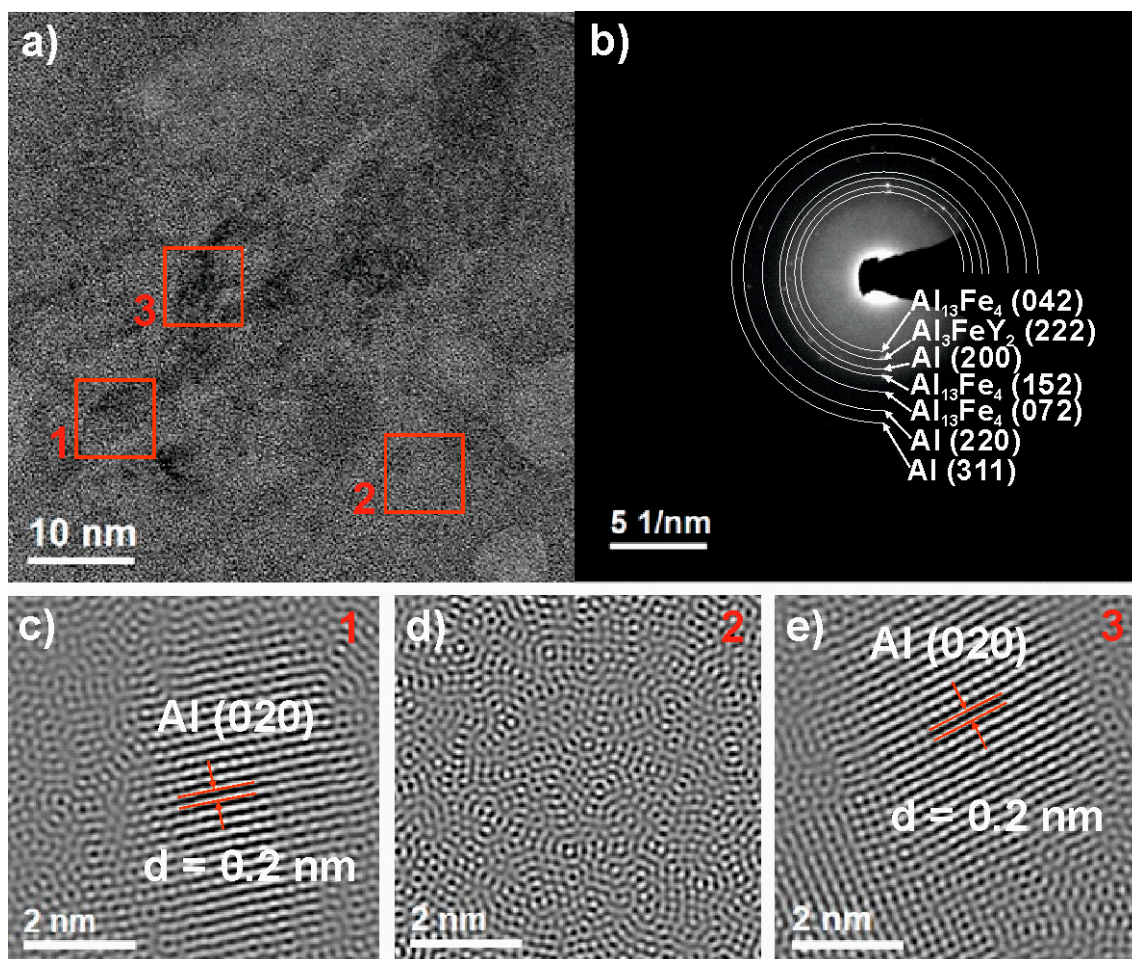 a)
3
1
2
10 nm
b)
Al₁₃Fe₄ (042)
Al₃FeY₂ (222)
Al (200)
Al₁₃Fe₄ (152)
Al₁₃Fe₄ (072)
Al (220)
Al (311)
5 1/nm
c)
1
Al (020)
d = 0.2 nm
2 nm
d)
2
2 nm
e)
3
Al (020)
d = 0.2 nm
2 nm